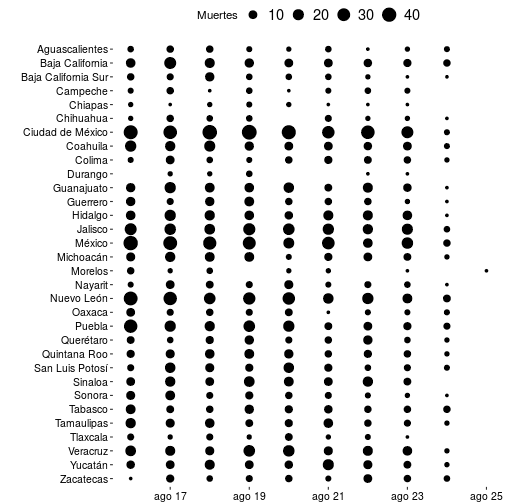 Muertes 10 20 30 40
Aguascalientes
Baja California
Baja California Sur
Campeche
Chiapas
Chihuahua
Ciudad de México
Coahuila
Colima
Durango
Guanajuato
Guerrero
Hidalgo
Jalisco
México
Michoacán
Morelos
Nayarit
Nuevo León
Oaxaca
Puebla
Querétaro
Quintana Roo
San Luis Potosí
Sinaloa
Sonora
Tabasco
Tamaulipas
Tlaxcala
Veracruz
Yucatán
Zacatecas
ago 17 ago 19 ago 21 ago 23 ago 25